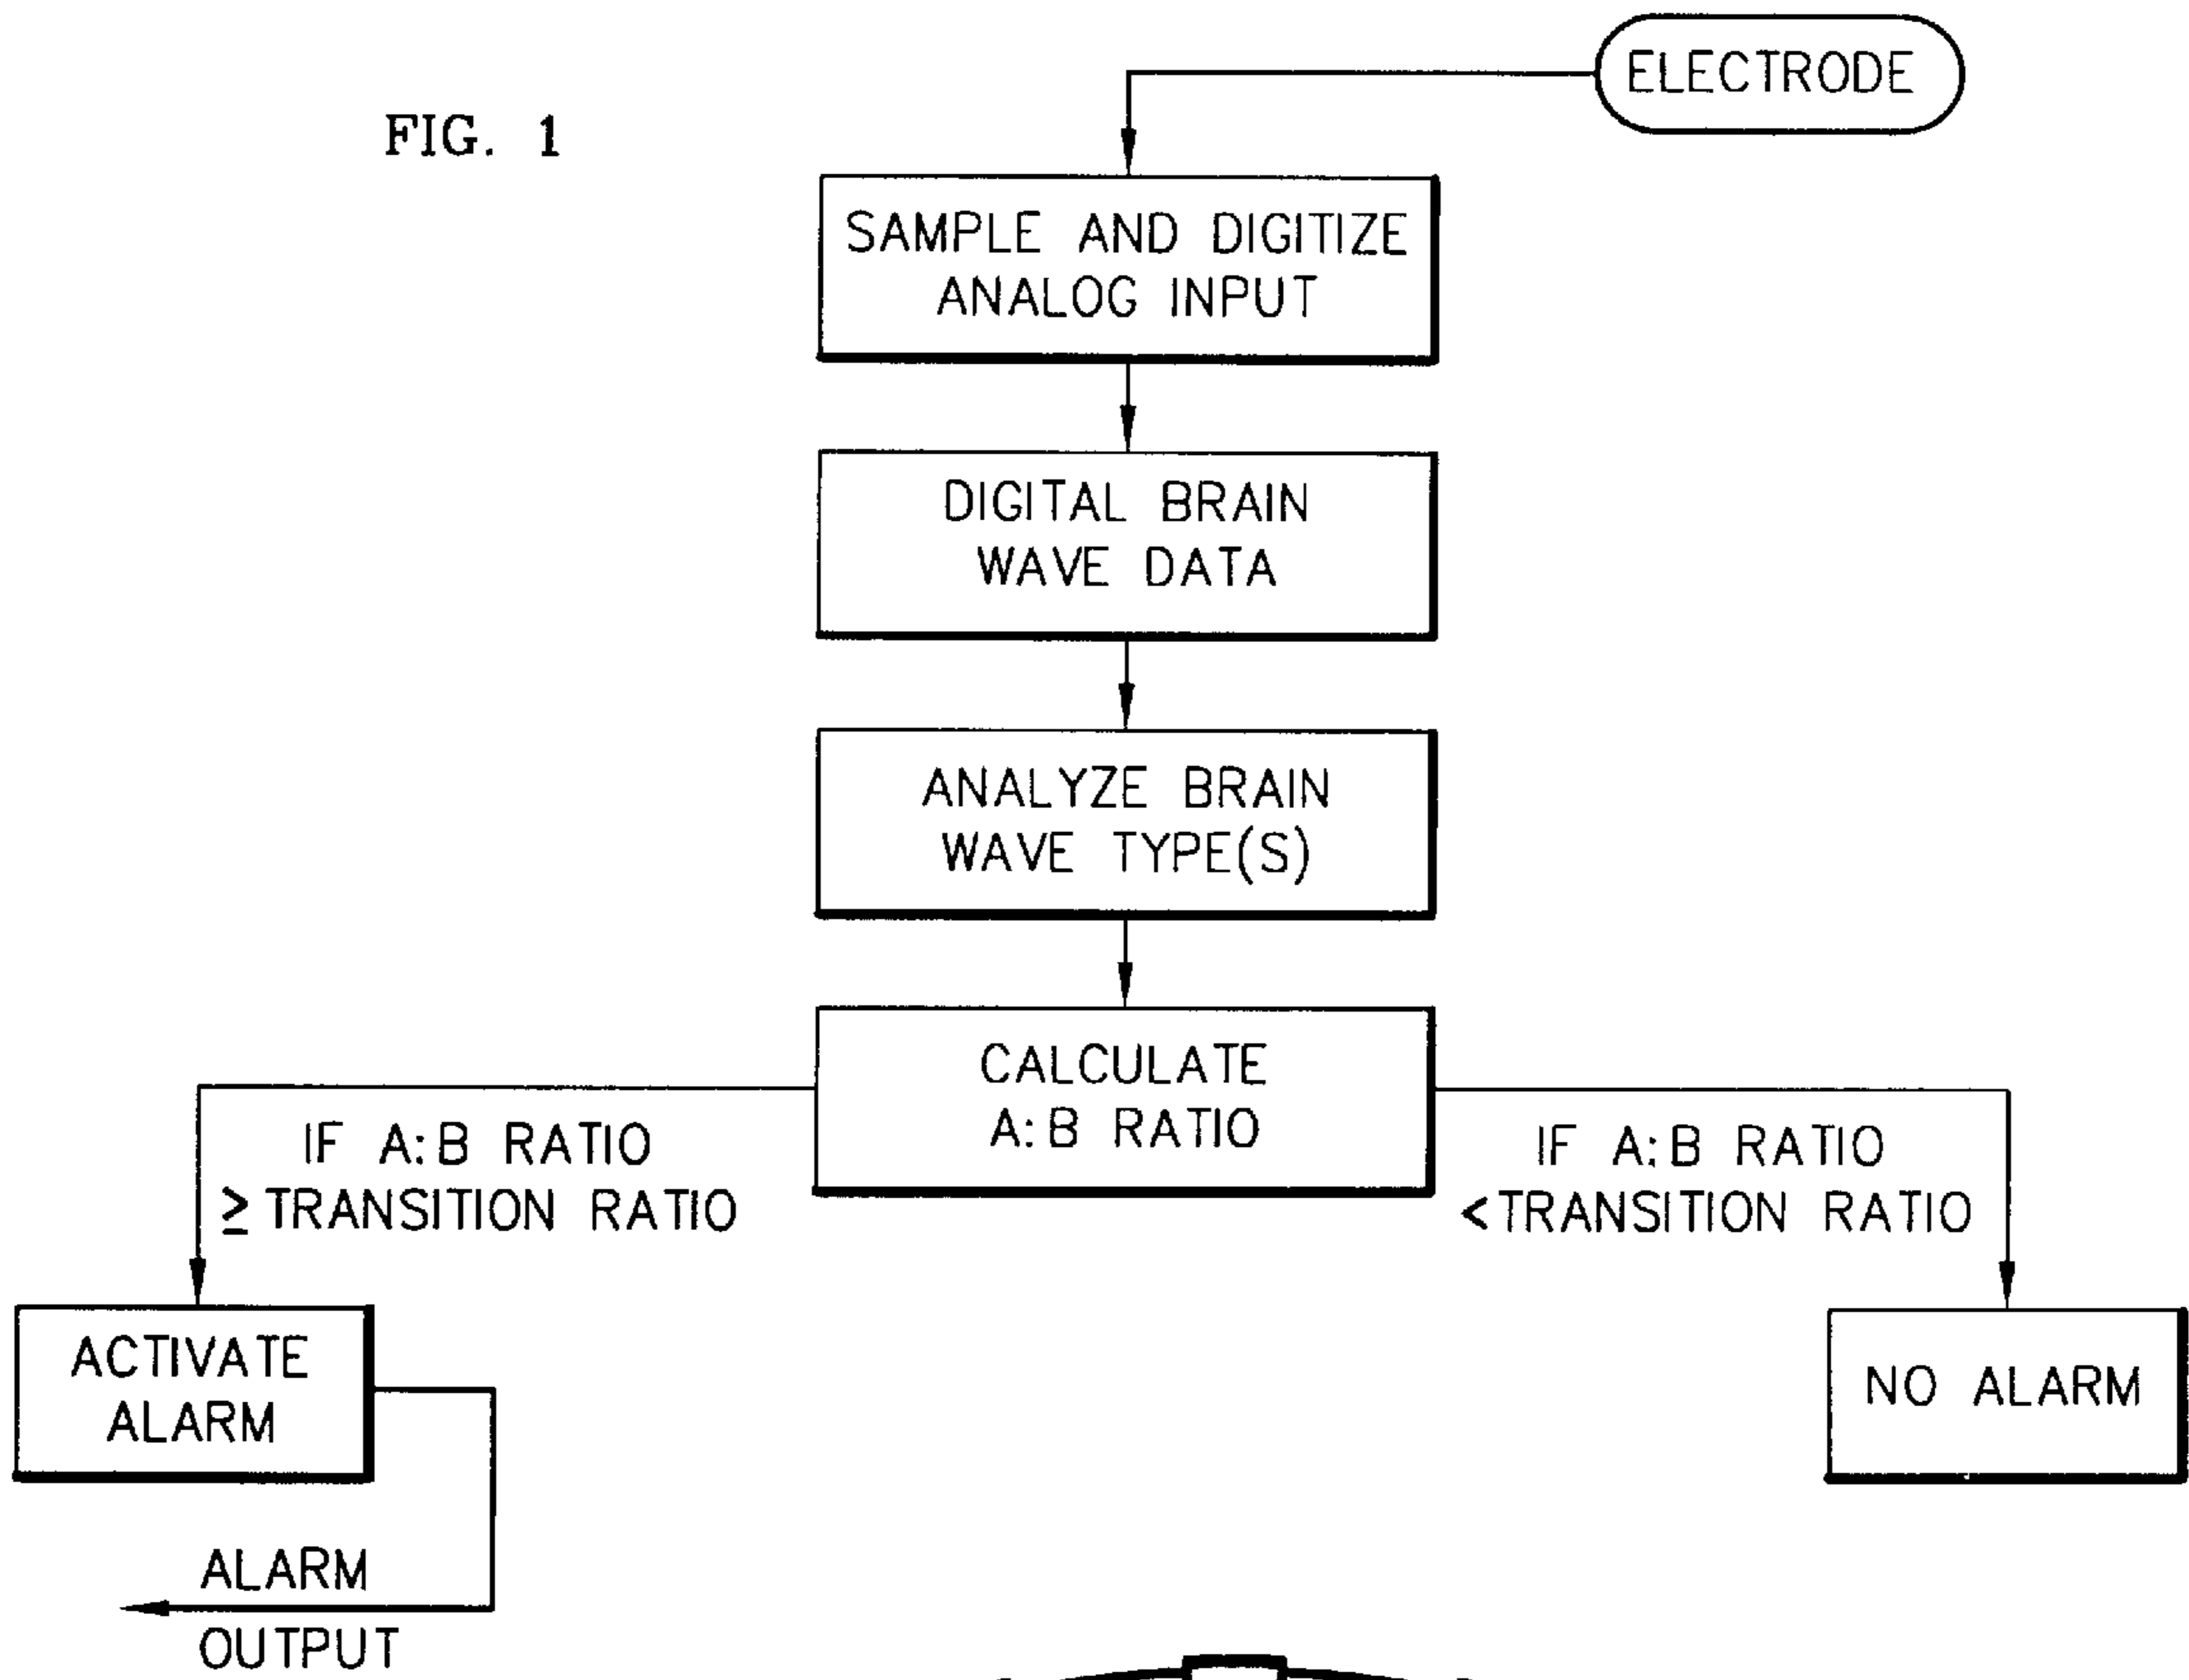 FIG. 1
ELECTRODE
SAMPLE AND DIGITIZE
ANALOG INPUT
DIGITAL BRAIN
WAVE DATA
ANALYZE BRAIN
WAVE TYPE(S)
CALCULATE
A:B RATIO
IF A:B RATIO
≥ TRANSITION RATIO
IF A:B RATIO
< TRANSITION RATIO
ACTIVATE
ALARM
NO ALARM
ALARM
OUTPUT